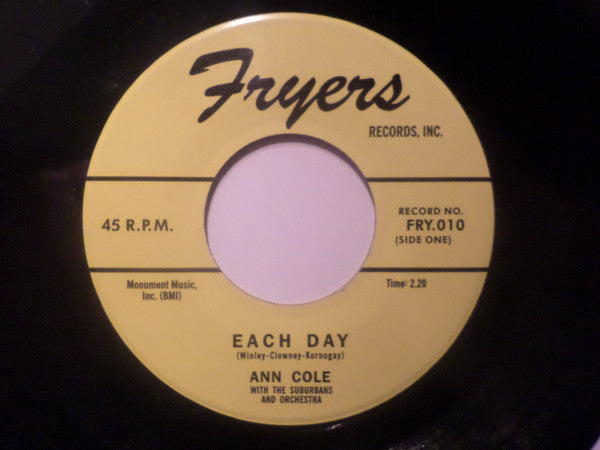 Fryers
RECORDS, INC.
45 R.P.M.
RECORD NO.
FRY.010
(SIDE ONE)
Monument Music,
Inc. (BMI)
Time: 2.20
EACH DAY
(Winley-Clowney-Kornogay)
ANN COLE
WITH THE SUBURBANS
AND ORCHESTRA